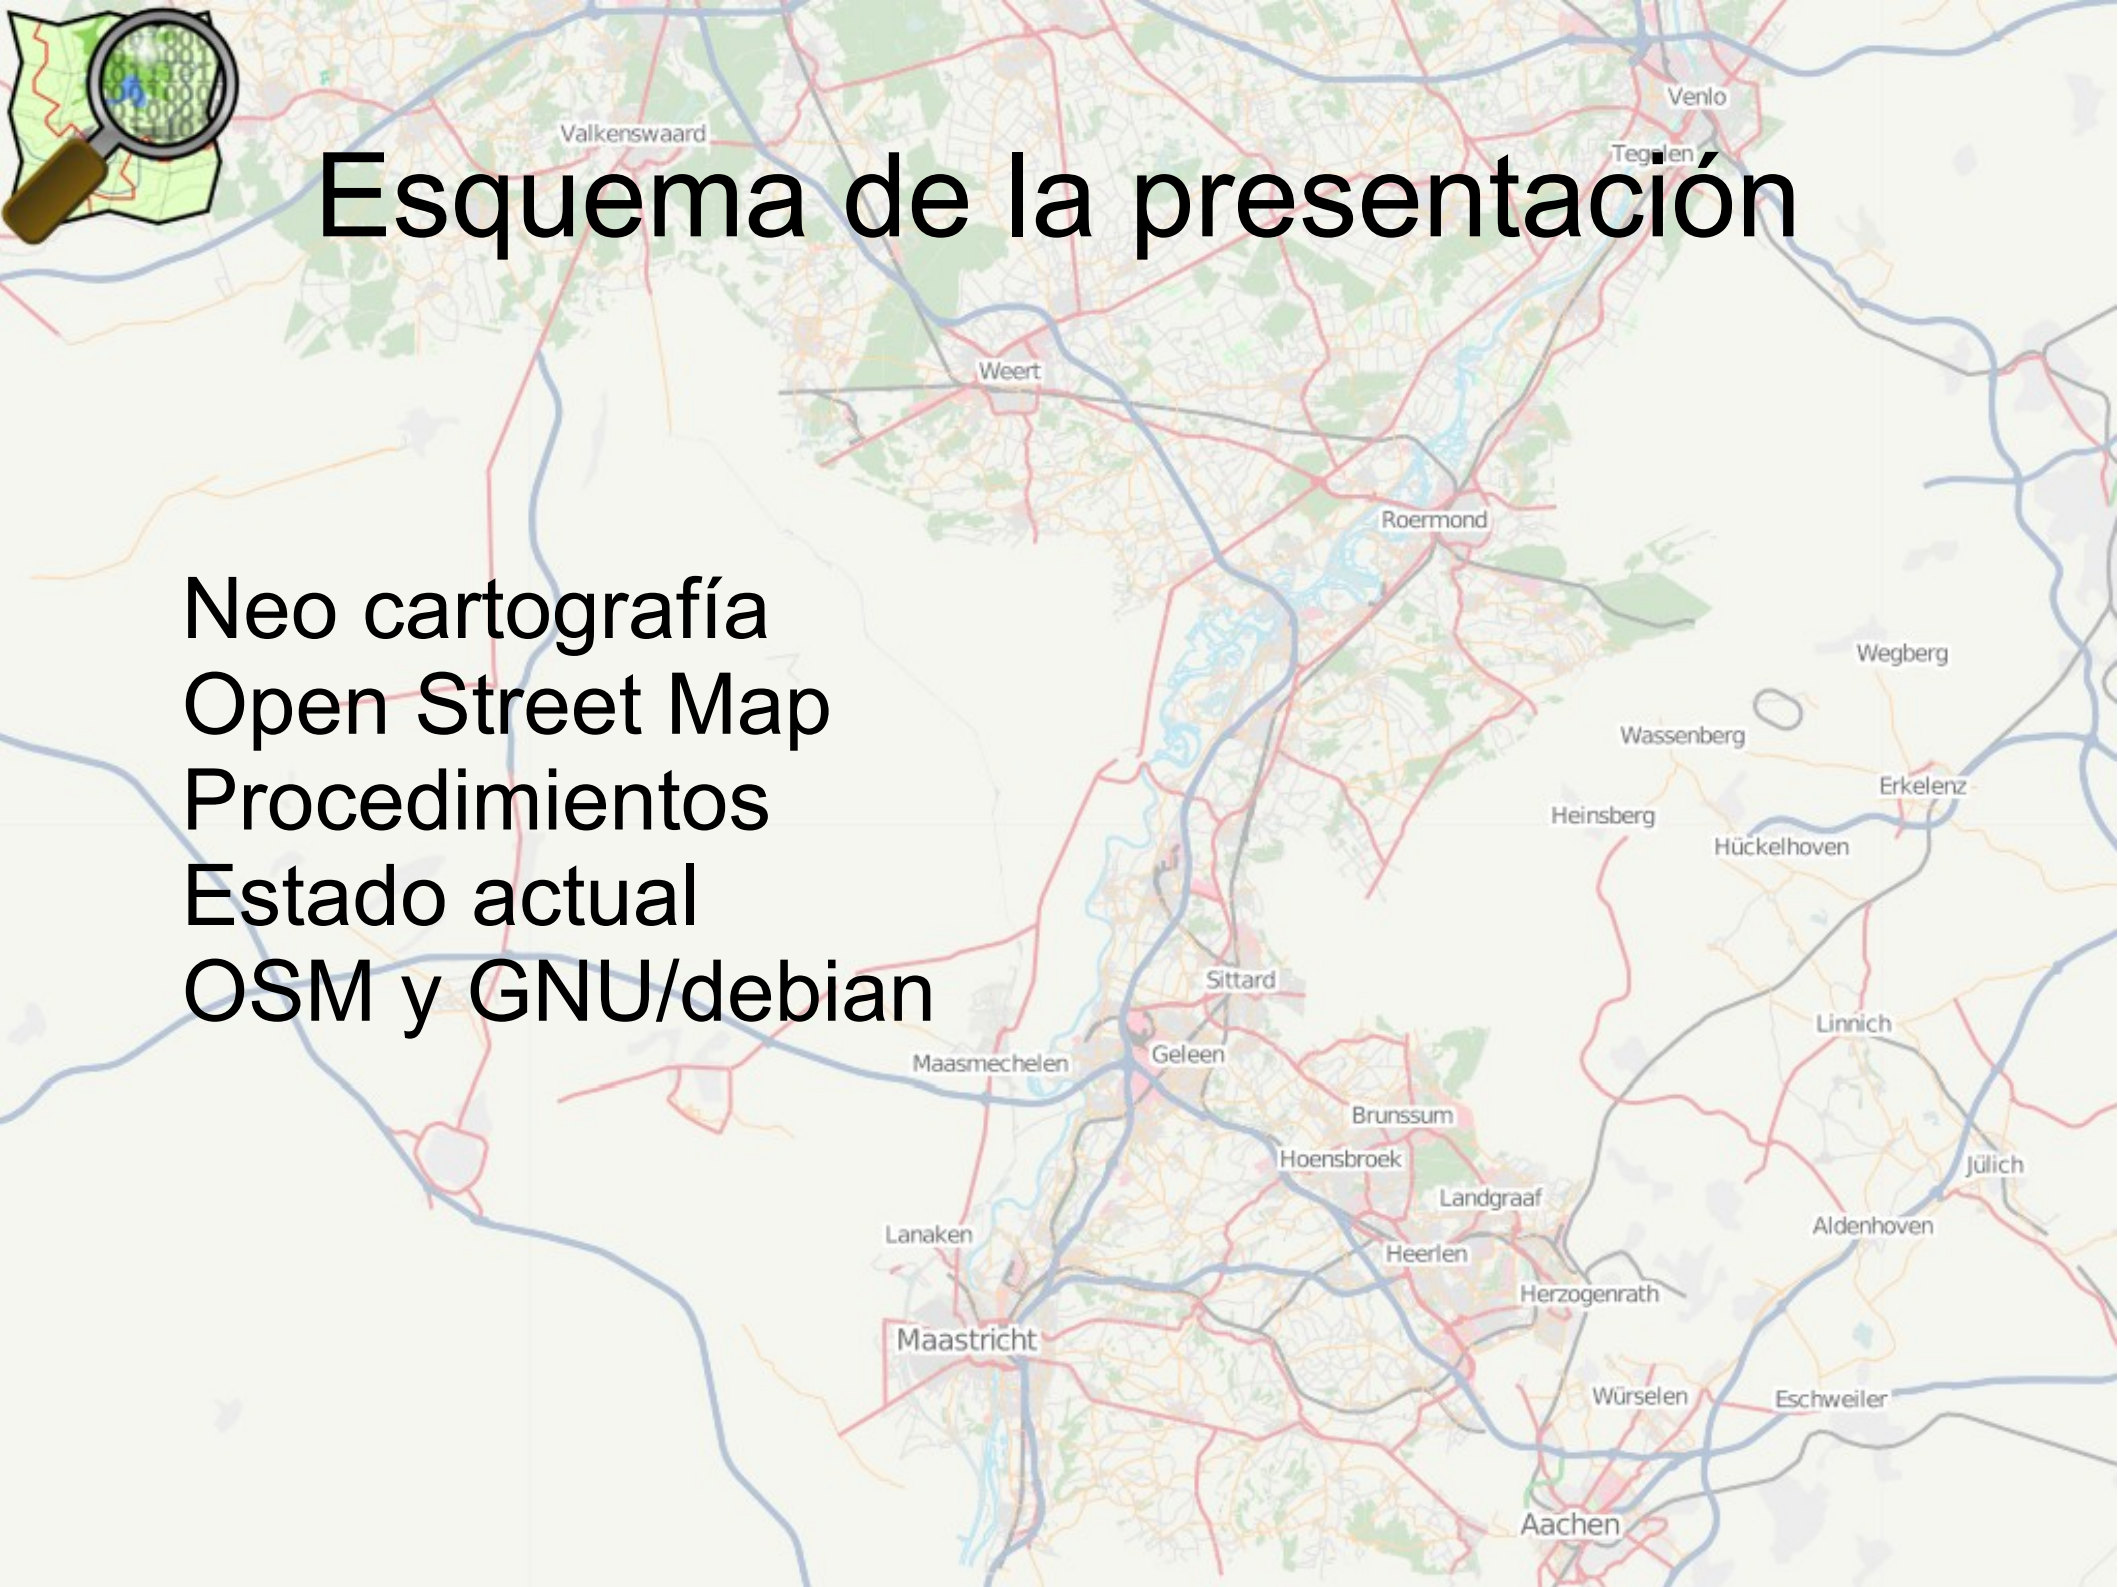 Venlo
Valkenswaard
Tegelen
Esquema de la presentación
Weert
Roermond
Neo cartografía
Open Street Map
Procedimientos
Estado actual
OSM y GNU/debian
Wegberg
Wassenberg
Erkelenz
Heinsberg
Hückelhoven
Sittard
Linnich
Geleen
Maasmechelen
Brunssum
Hoensbroek
Jülich
Landgraaf
Aldenhoven
Lanaken
Heerlen
Herzogenrath
Maastricht
Würselen
Eschweiler
Aachen